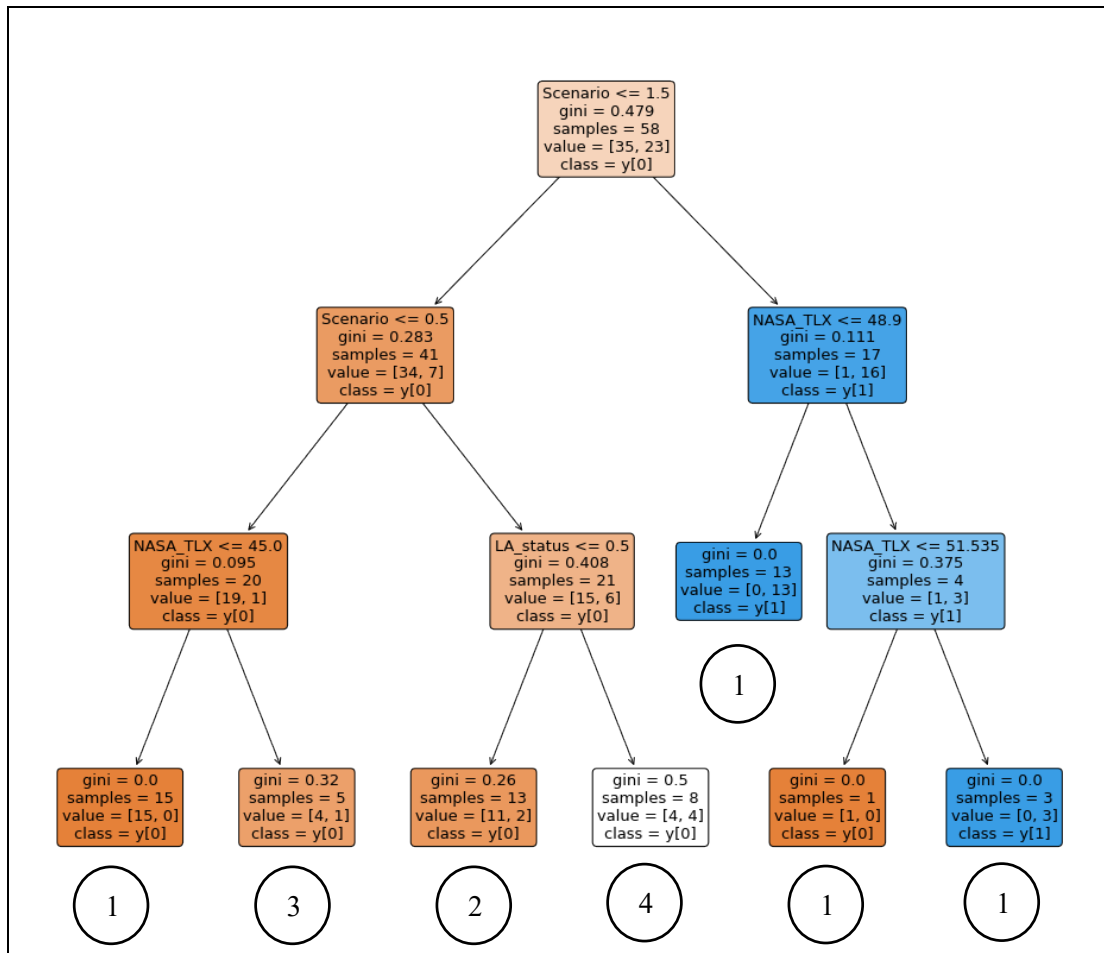 Scenario <= 1.5
gini = 0.479
samples = 58
value = [35, 23]
class = y[0]
Scenario <= 0.5
gini = 0.283
samples = 41
value = [34, 7]
class = y[0]
NASA_TLX <= 48.9
gini = 0.111
samples = 17
value = [1, 16]
class = y[1]
NASA_TLX <= 45.0
gini = 0.095
samples = 20
value = [19, 1]
class = y[0]
LA_status <= 0.5
gini = 0.408
samples = 21
value = [15, 6]
class = y[0]
gini = 0.0
samples = 13
value = [0, 13]
class = y[1]
NASA_TLX <= 51.535
gini = 0.375
samples = 4
value = [1, 3]
class = y[1]
1
gini = 0.0
samples = 15
value = [15, 0]
class = y[0]
gini = 0.32
samples = 5
value = [4, 1]
class = y[0]
gini = 0.26
samples = 13
value = [11, 2]
class = y[0]
gini = 0.5
samples = 8
value = [4, 4]
class = y[0]
gini = 0.0
samples = 1
value = [1, 0]
class = y[0]
gini = 0.0
samples = 3
value = [0, 3]
class = y[1]
1
3
2
4
1
1